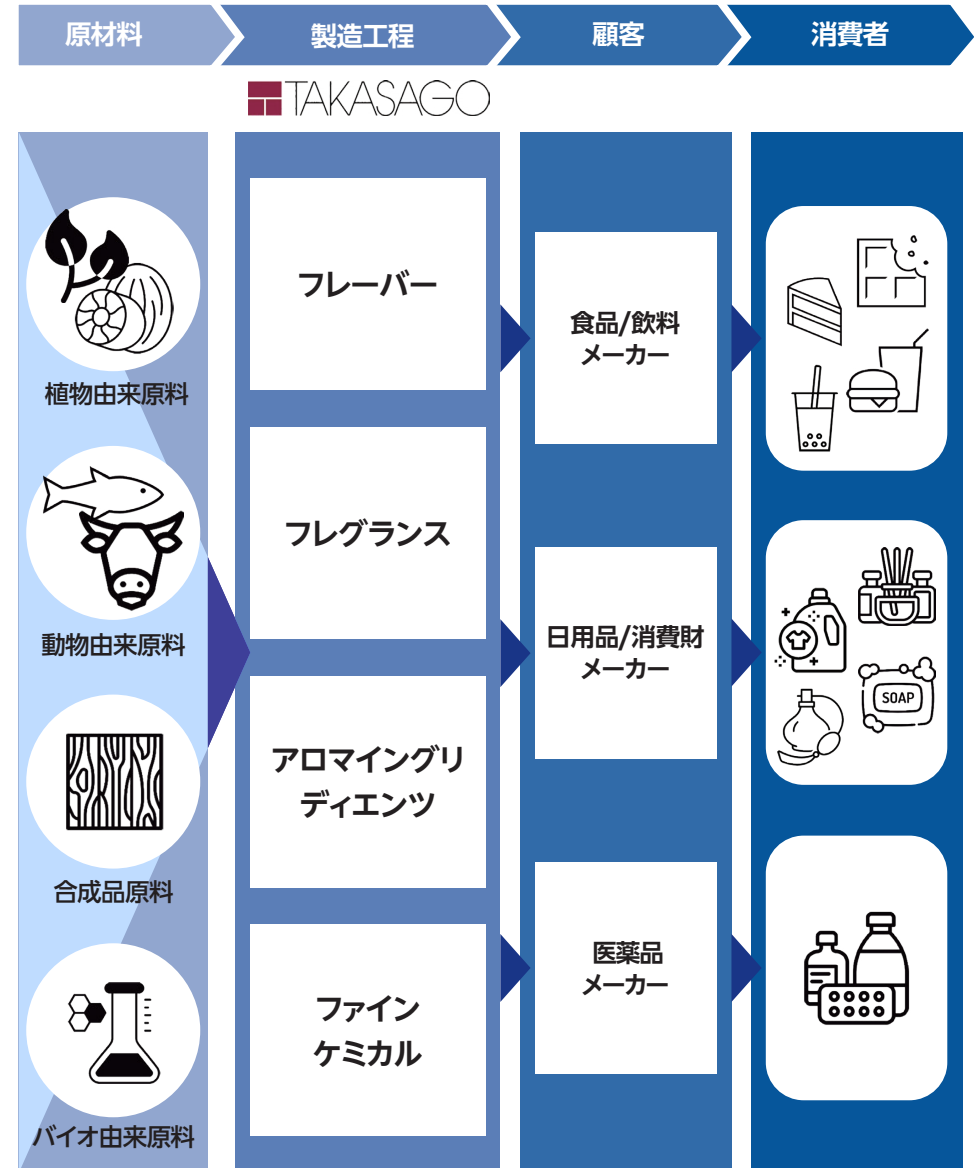 原材料
製造工程
顧客
消費者
TAKASAGO
植物由来原料
動物由来原料
合成品原料
バイオ由来原料
フレーバー
フレグランス
アロマイングリ
ディエンツ
ファイン
ケミカル
食品/飲料
メーカー
日用品/消費財
メーカー
医薬品
メーカー
SOAP